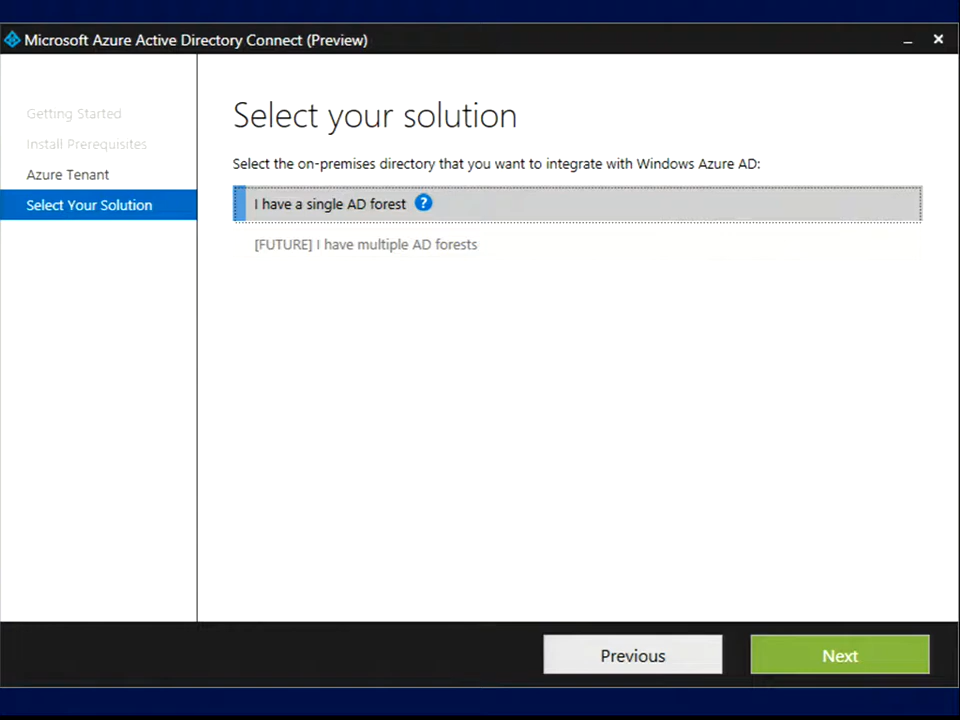 Microsoft Azure Active Directory Connect (Preview)
Getting Started
Install Prerequisites
Azure Tenant
Select Your Solution
Select your solution
Select the on-premises directory that you want to integrate with Windows Azure AD:
I have a single AD forest ?
[FUTURE] I have multiple AD forests
Previous
Next